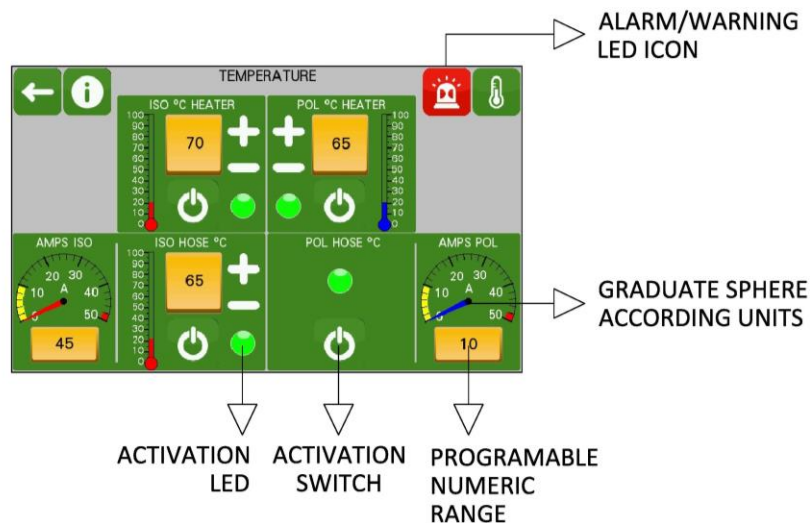 ALARM/WARNING
LED ICON
TEMPERATURE
ISO ºC HEATER
100
90
80
70
60
50
40
30
20
10
0
70
POL ºC HEATER
65
100
90
80
70
60
50
40
30
20
10
0
AMPS ISO
0
10
20
30
40
50
A
45
ISO HOSE ºC
100
90
80
70
60
50
40
30
20
10
0
65
POL HOSE ºC
AMPS POL
0
10
20
30
40
50
A
10
GRADUATE SPHERE
ACCORDING UNITS
ACTIVATION
LED
ACTIVATION
SWITCH
PROGRAMABLE
NUMERIC
RANGE